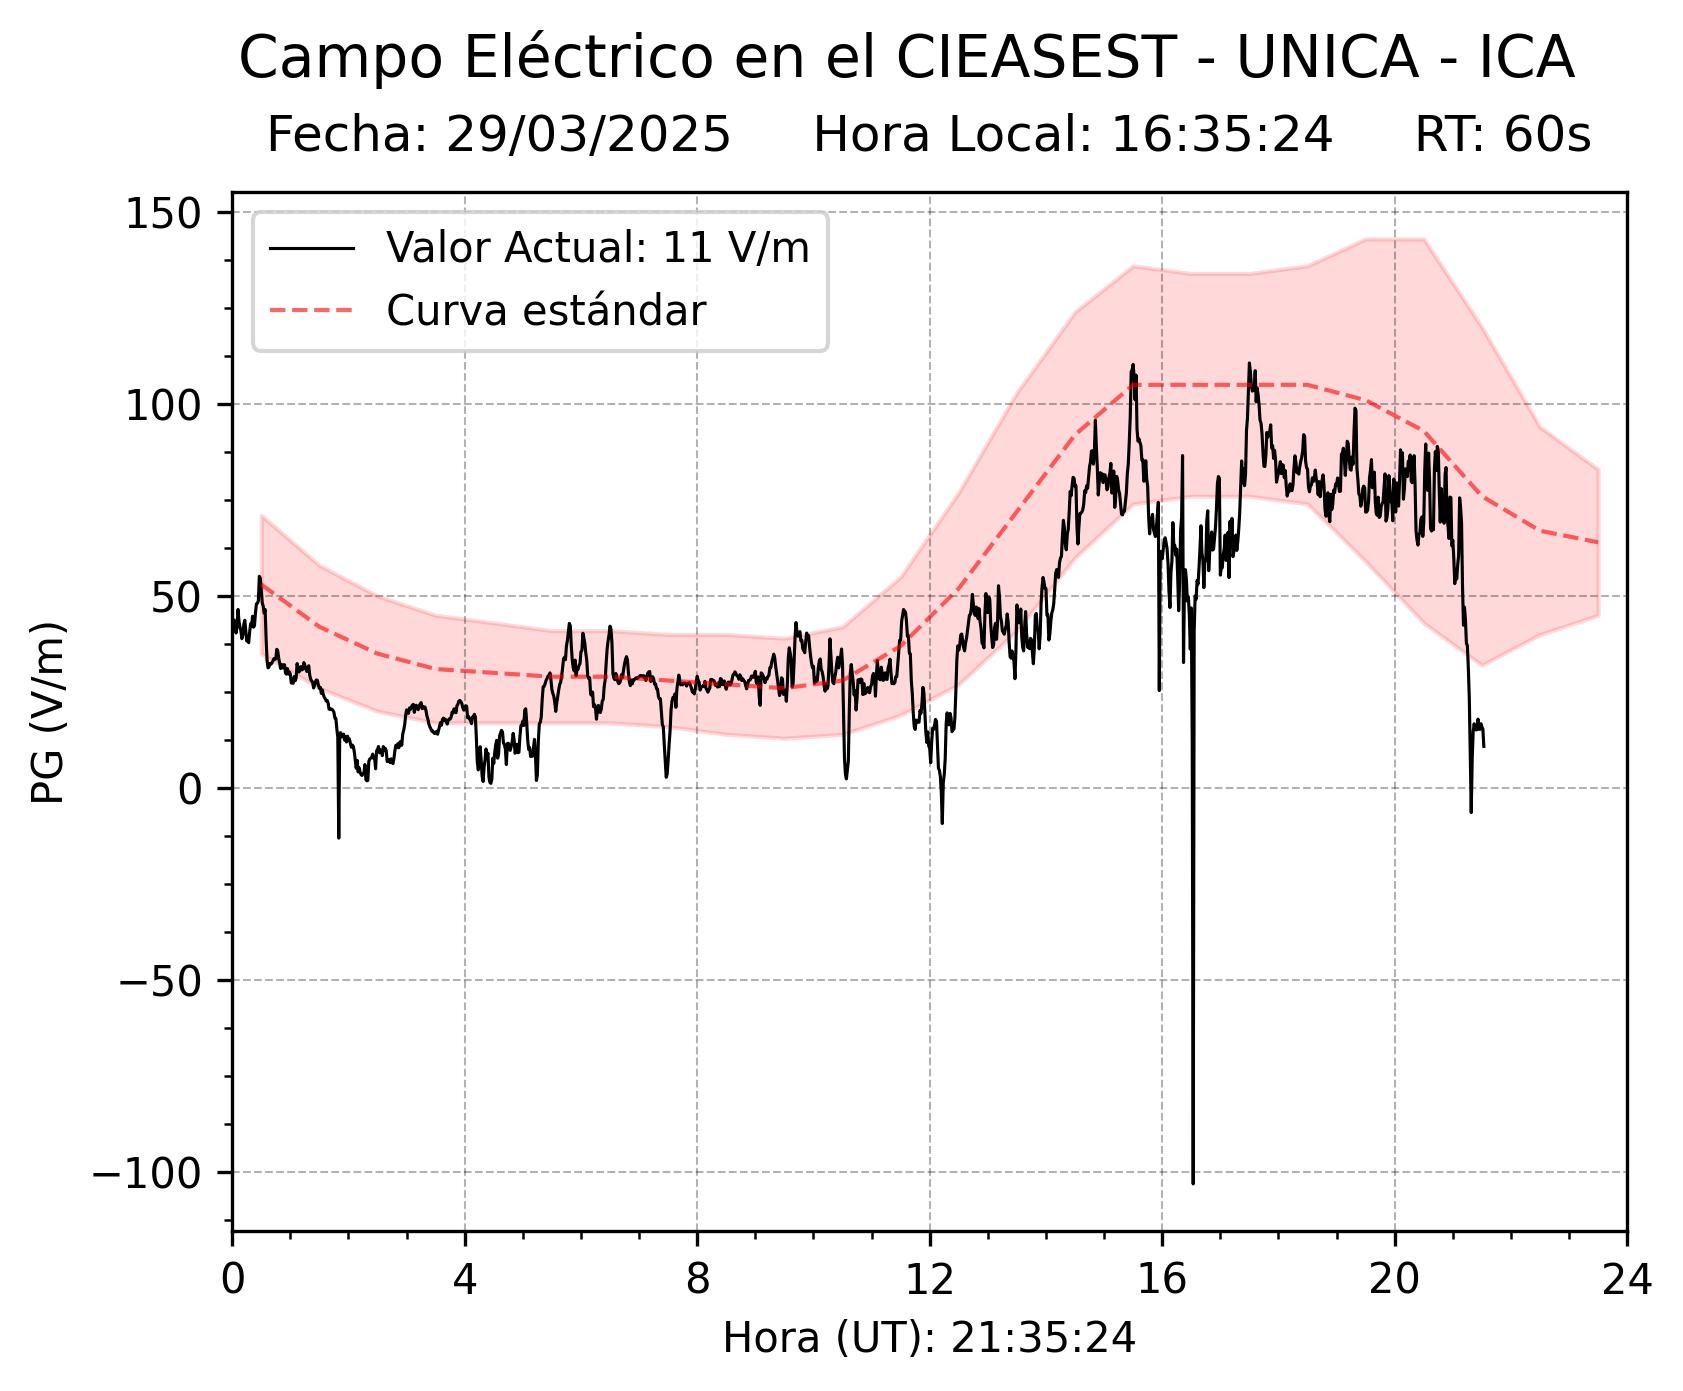 Campo Eléctrico en el CIEASEST - UNICA - ICA
Fecha: 29/03/2025 Hora Local: 16:35:24 RT: 60s
Valor Actual: 11 V/m
Curva estándar
150
100
50
0
−50
−100
PG (V/m)
0 4 8 12 16 20 24
Hora (UT): 21:35:24